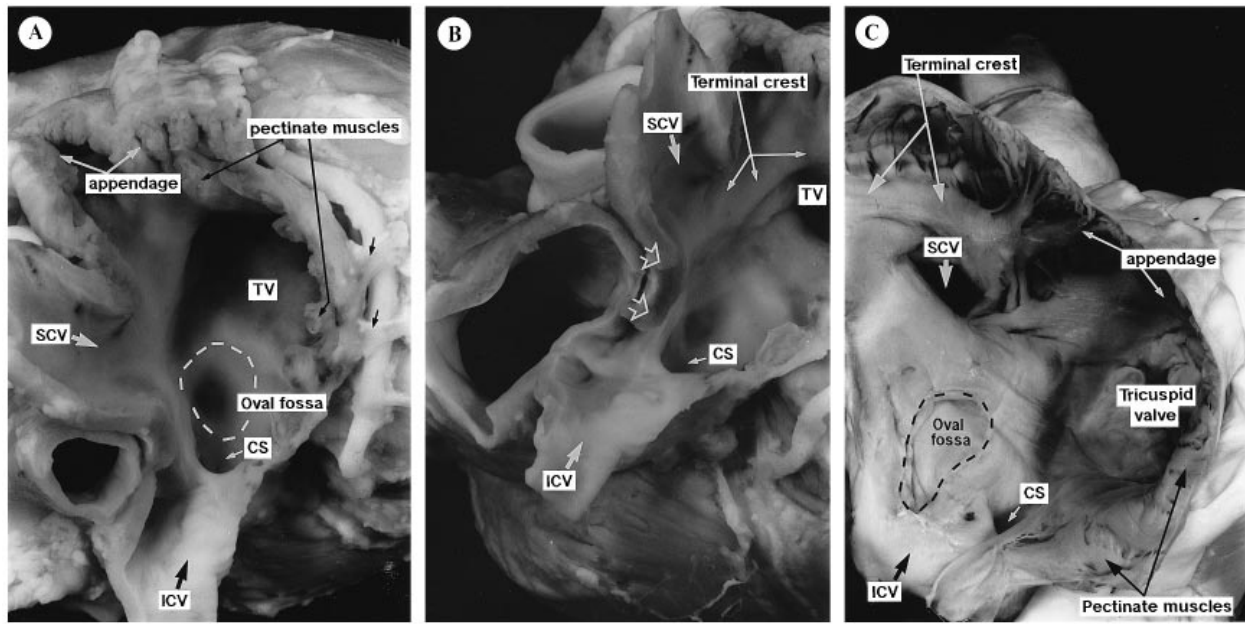 A
pectinate muscles
appendage
TV
SCV
Oval fossa
CS
ICV
B
Terminal crest
SCV
TV
CS
ICV
C
Terminal crest
SCV
appendage
Tricuspid
valve
Oval
fossa
CS
ICV
Pectinate muscles